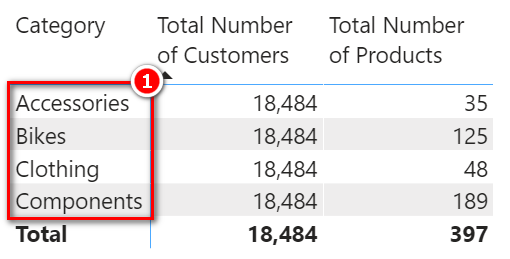 Category Total Number Total Number
of Customers of Products
1
Accessories 18,484 35
Bikes 18,484 125
Clothing 18,484 48
Components 18,484 189
Total 18,484 397